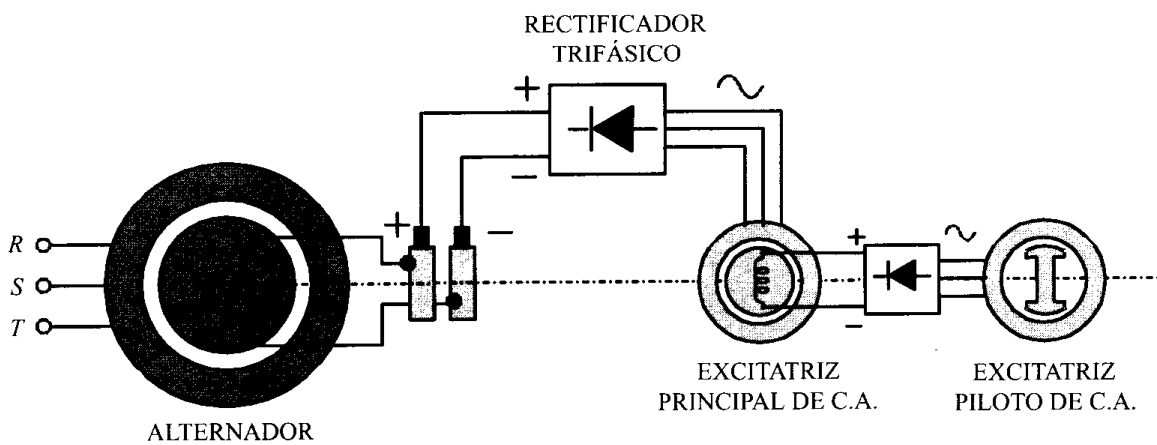 RECTIFICADOR
TRIFÁSICO
+
−
+
−
R
S
T
+
−
EXCITATRIZ
PRINCIPAL DE C.A.
EXCITATRIZ
PILOTO DE C.A.
ALTERNADOR